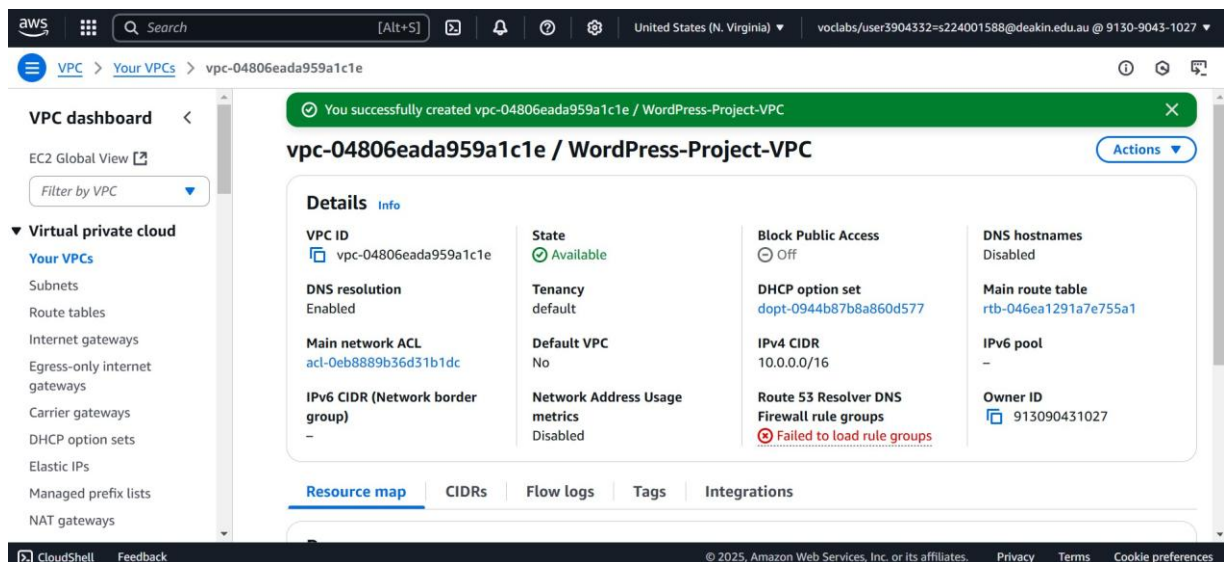 aws Search [Alt+S] United States (N. Virginia) ▼ voclabs/user3904332=s224001588@deakin.edu.au @ 9130-9043-1027 ▼
VPC > Your VPCs > vpc-04806eada959a1c1e
VPC dashboard
EC2 Global View
Filter by VPC
Virtual private cloud
Your VPCs
Subnets
Route tables
Internet gateways
Egress-only internet
gateways
Carrier gateways
DHCP option sets
Elastic IPs
Managed prefix lists
NAT gateways
You successfully created vpc-04806eada959a1c1e / WordPress-Project-VPC
vpc-04806eada959a1c1e / WordPress-Project-VPC
Actions
Details Info
VPC ID
vpc-04806eada959a1c1e
State
Available
Block Public Access
Off
DNS hostnames
Disabled
DNS resolution
Enabled
Tenancy
default
DHCP option set
dopt-0944b87b8a860d577
Main route table
rtb-046ea1291a7e755a1
Main network ACL
acl-0eb8889b36d31b1dc
Default VPC
No
IPv4 CIDR
10.0.0.0/16
IPv6 pool
–
IPv6 CIDR (Network border
group)
–
Network Address Usage
metrics
Disabled
Route 53 Resolver DNS
Firewall rule groups
Failed to load rule groups
Owner ID
913090431027
Resource map CIDRs Flow logs Tags Integrations
CloudShell Feedback © 2025, Amazon Web Services, Inc. or its affiliates. Privacy Terms Cookie preferences